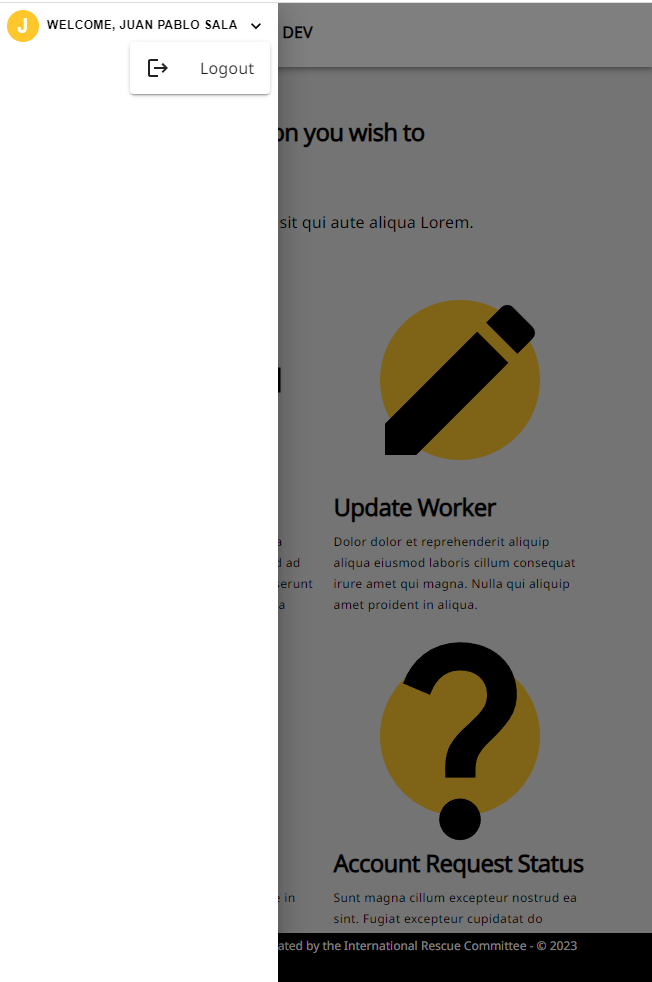 J WELCOME, JUAN PABLO SALA
DEV
Logout
on you wish to
sit qui aute aliqua Lorem.
Update Worker
Dolor dolor et reprehenderit aliquip
aliqua eiusmod laboris cillum consequat
irure amet qui magna. Nulla qui aliquip
amet proident in aliqua.
a
d ad
serunt
a
?
Account Request Status
Sunt magna cillum excepteur nostrud ea
sint. Fugiat excepteur cupidatat do
e in
ated by the International Rescue Committee - © 2023